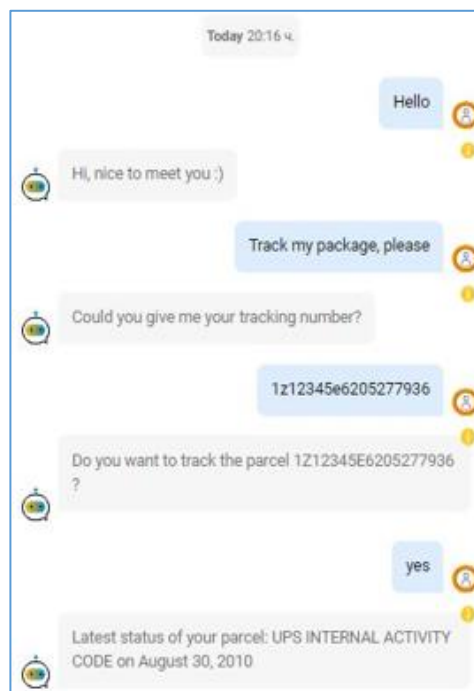 Today 20:16 ч.
Hello
Hi, nice to meet you :)
Track my package, please
Could you give me your tracking number?
1z12345e6205277936
Do you want to track the parcel 1Z12345E6205277936
?
yes
Latest status of your parcel: UPS INTERNAL ACTIVITY
CODE on August 30, 2010